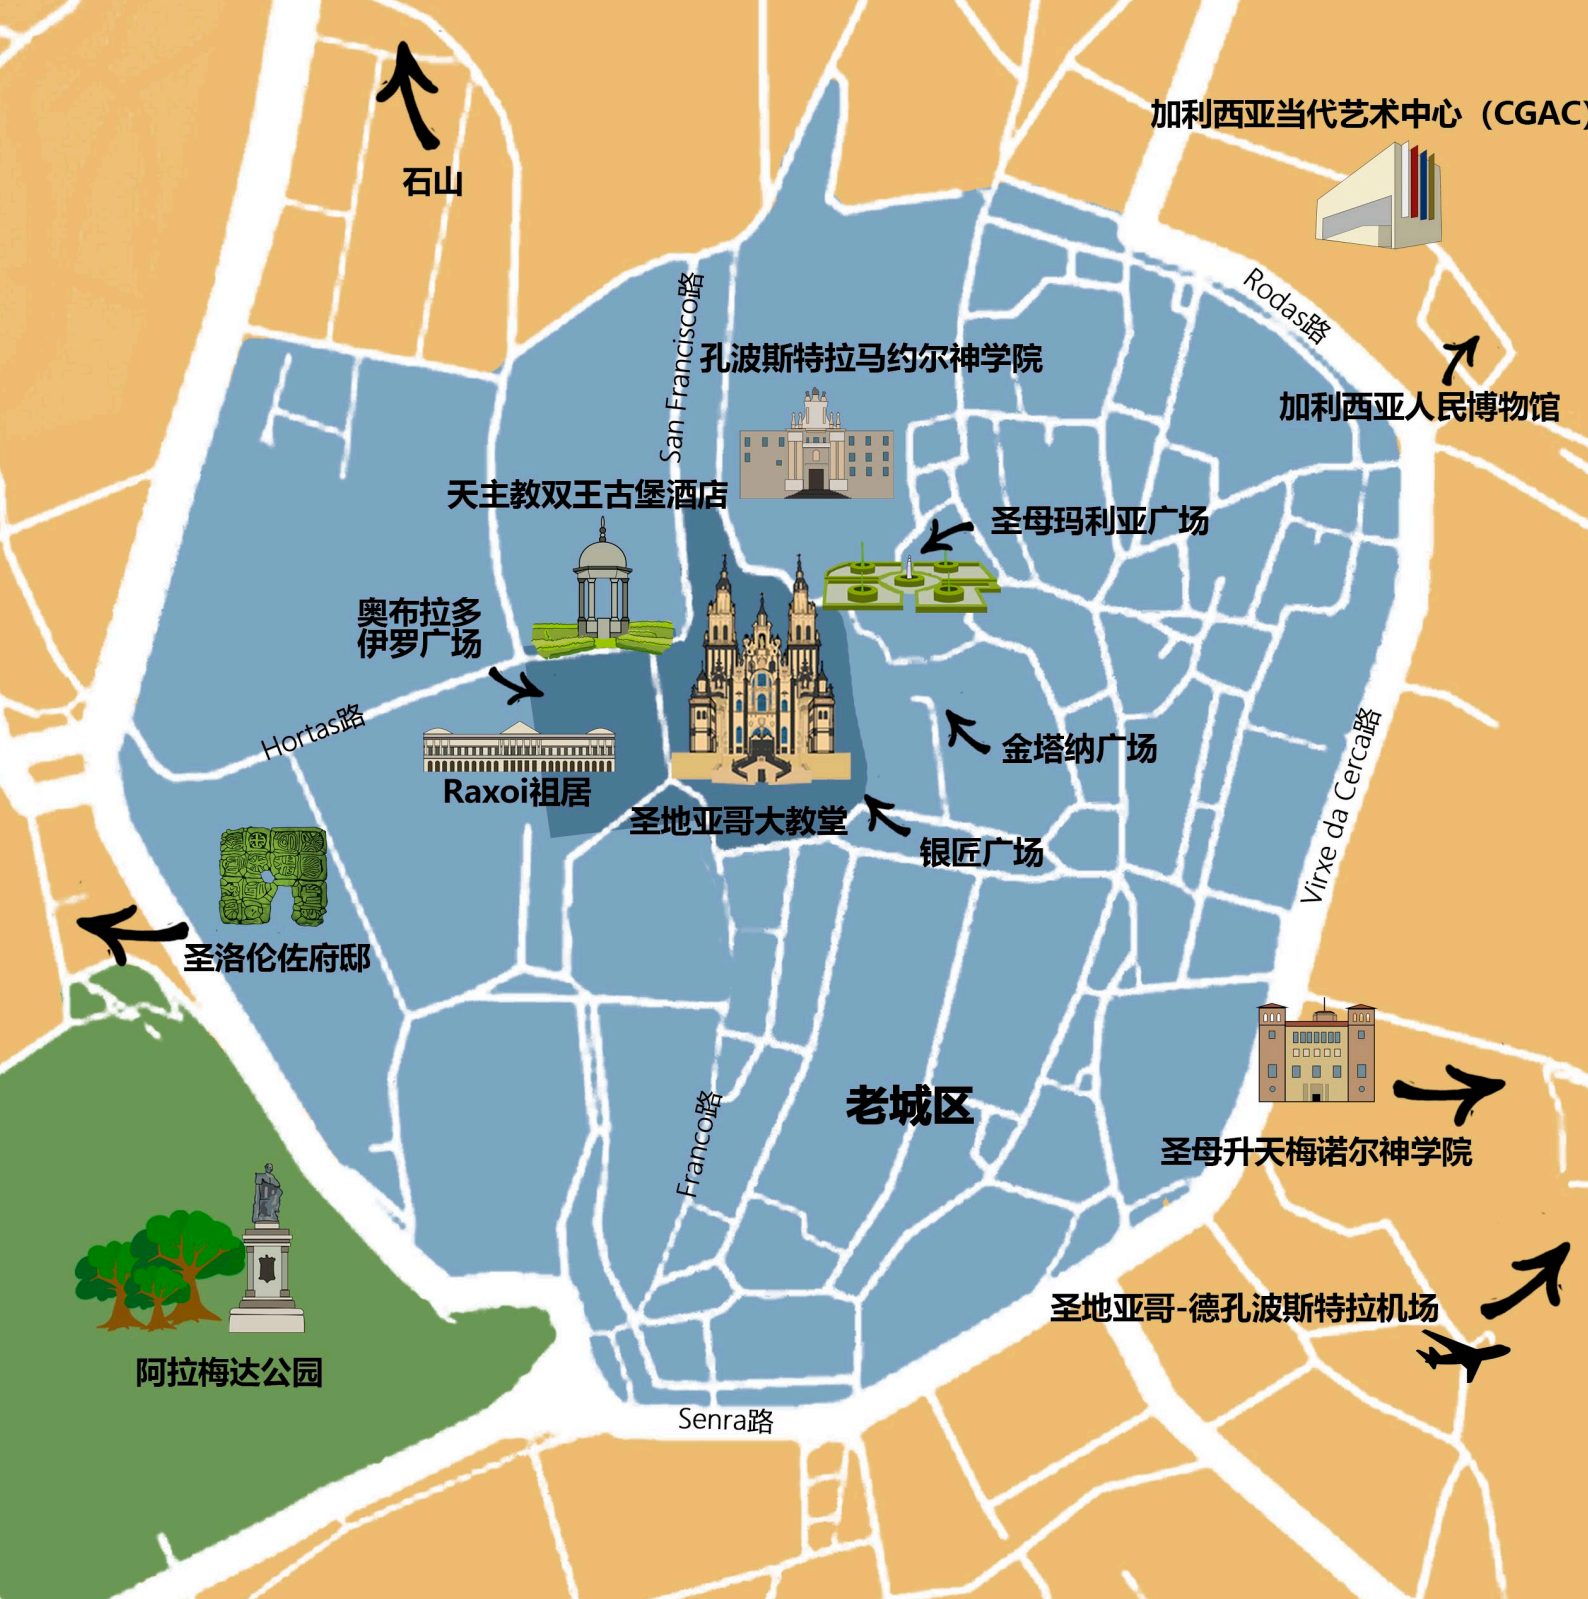 加利西亚当代艺术中心（CGAC）
石山
Rodas路
San Francisco路
孔波斯特拉马约尔神学院
加利西亚人民博物馆
天主教双王古堡酒店
圣母玛利亚广场
奥布拉多
伊罗广场
Hortas路
金塔纳广场
Virxe da Cerca路
Raxoi祖居
圣地亚哥大教堂
银匠广场
圣洛伦佐府邸
老城区
Franco路
圣母升天梅诺尔神学院
圣地亚哥-德孔波斯特拉机场
阿拉梅达公园
Senra路